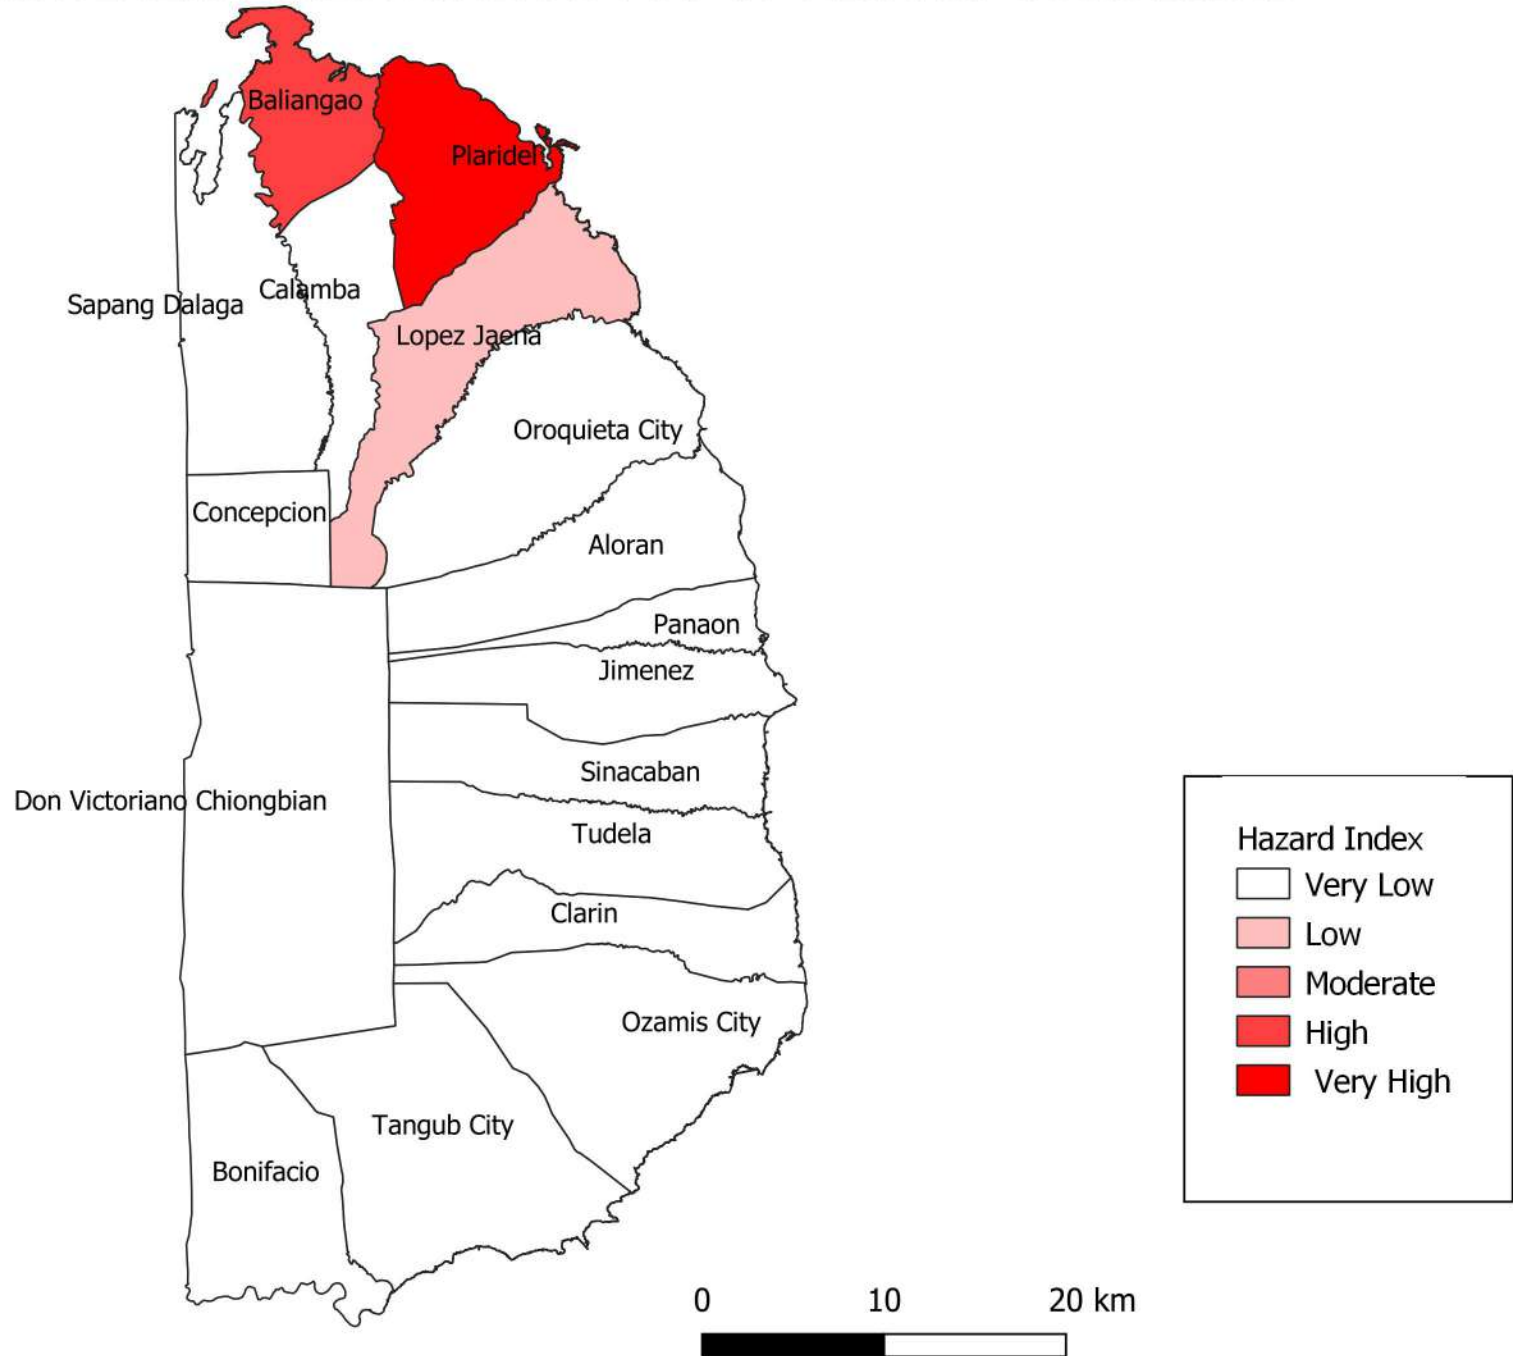 Baliangao
Plaridel
Sapang Dalaga
Calamba
Lopez Jaena
Oroquieta City
Concepcion
Aloran
Panaon
Jimenez
Sinacaban
Don Victoriano Chiongbian
Tudela
Clarin
Ozamis City
Tangub City
Bonifacio
Hazard Index
Very Low
Low
Moderate
High
Very High
0 10 20 km